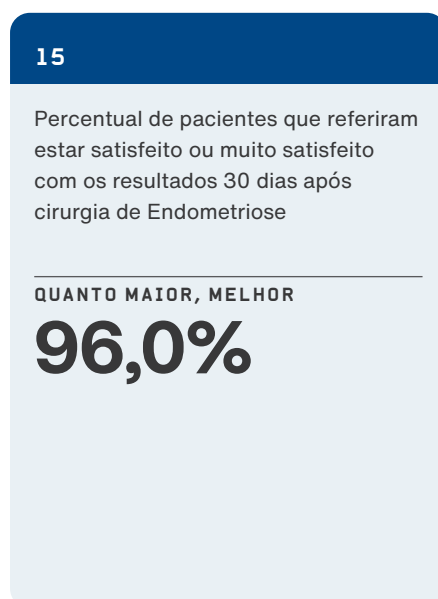 15
Percentual de pacientes que referiram
estar satisfeito ou muito satisfeito
com os resultados 30 dias após
cirurgia de Endometriose
QUANTO MAIOR, MELHOR
96,0%